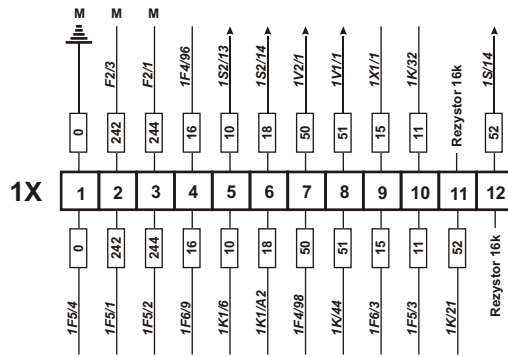 M M M
F2/3 F2/1 1F4/96 1S2/13 1S2/14 1V2/1 1V1/1 1X1/1 1K/32 Rezystor 16k 1S/14
0 242 244 16 10 18 50 51 15 11 52
1X 1 2 3 4 5 6 7 8 9 10 11 12
0 242 244 16 10 18 50 51 15 11 52
1F5/4 1F5/1 1F5/2 1F6/9 1K1/6 1K1/A2 1F4/98 1K/44 1F6/3 1F5/3 1K/21 Rezystor 16k